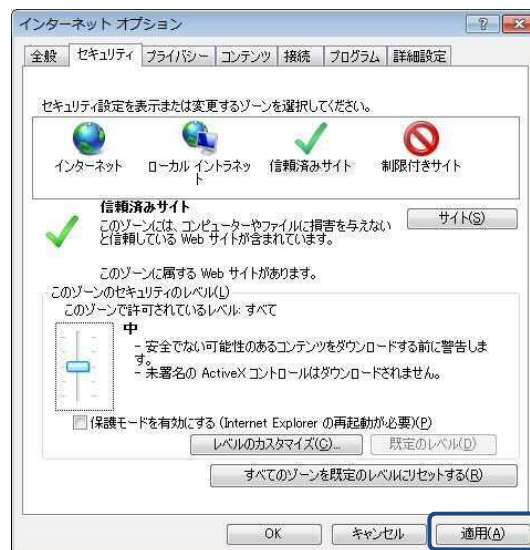 インターネット オプション
全般 セキュリティ プライバシー コンテンツ 接続 プログラム 詳細設定
セキュリティ設定を表示または変更するゾーンを選択してください。
インターネット ローカル イントラネッ 信頼済みサイト 制限付きサイト
ト
信頼済みサイト
サイト(S)
このゾーンには、コンピューターやファイルに損害を与えない
と信頼している Web サイトが含まれています。
このゾーンに属する Web サイトがあります。
このゾーンのセキュリティのレベル(L)
このゾーンで許可されているレベル: すべて
中
- 安全でない可能性のあるコンテンツをダウンロードする前に警告しま
す。
- 未署名の ActiveX コントロールはダウンロードされません。
保護モードを有効にする (Internet Explorer の再起動が必要)(P)
レベルのカスタマイズ(C)... 既定のレベル(D)
すべてのゾーンを既定のレベルにリセットする(R)
OK キャンセル 適用(A)